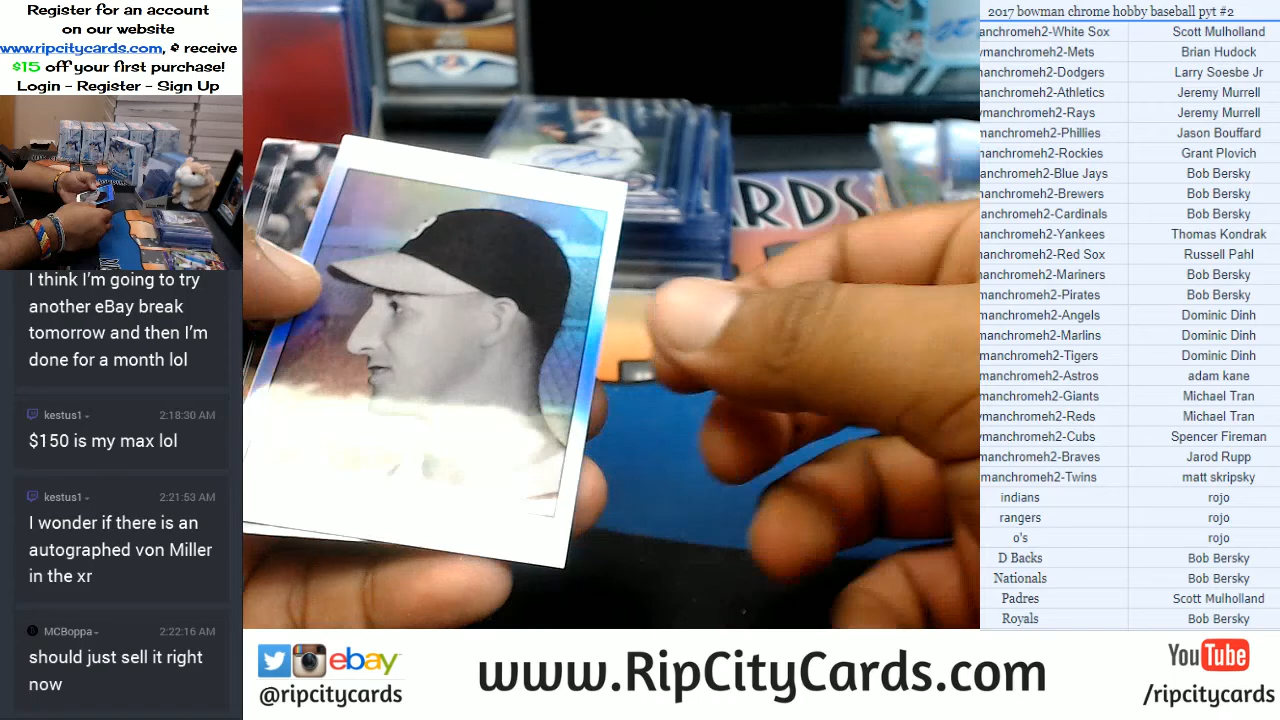 Register for an account
on our website
www.ripcitycards.com, & receive
$15 off your first purchase!
Login - Register - Sign Up
I think I'm going to try
another eBay break
tomorrow and then I'm
done for a month lol
kestus1 2:18:30 AM
$150 is my max lol
kestus1 2:21:53 AM
I wonder if there is an
autographed von Miller
in the xr
MCBoppa 2:22:16 AM
should just sell it right
now
ARDS
2017 bowman chrome hobby baseball pyt #2
manchromeh2-White Sox Scott Mulholland
wmanchromeh2-Mets Brian Hudock
manchromeh2-Dodgers Larry Soesbe Jr
manchromeh2-Athletics Jeremy Murrell
wmanchromeh2-Rays Jeremy Murrell
manchromeh2-Phillies Jason Bouffard
manchromeh2-Rockies Grant Plovich
anchromeh2-Blue Jays Bob Bersky
manchromeh2-Brewers Bob Bersky
manchromeh2-Cardinals Bob Bersky
manchromeh2-Yankees Thomas Kondrak
anchromeh2-Red Sox Russell Pahl
manchromeh2-Mariners Bob Bersky
manchromeh2-Pirates Bob Bersky
manchromeh2-Angels Dominic Dinh
manchromeh2-Marlins Dominic Dinh
manchromeh2-Tigers Dominic Dinh
manchromeh2-Astros adam kane
manchromeh2-Giants Michael Tran
wmanchromeh2-Reds Michael Tran
wmanchromeh2-Cubs Spencer Fireman
manchromeh2-Braves Jarod Rupp
manchromeh2-Twins matt skripsky
indians rojo
rangers rojo
o's rojo
D Backs Bob Bersky
Nationals Bob Bersky
Padres Scott Mulholland
Royals Bob Bersky
ebay
@ripcitycards
www.RipCityCards.com
YouTube
/ripcitycards